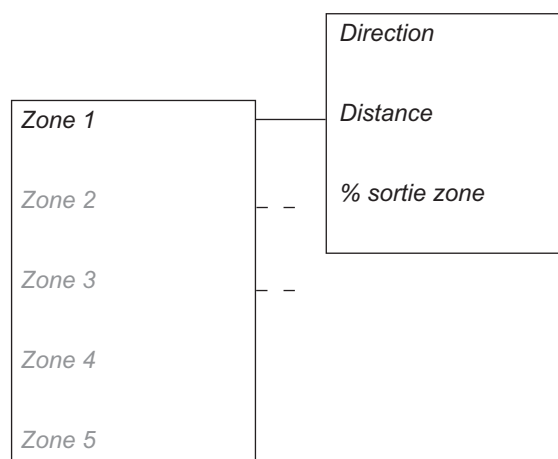 Direction
Distance
% sortie zone
Zone 1
Zone 2
Zone 3
Zone 4
Zone 5